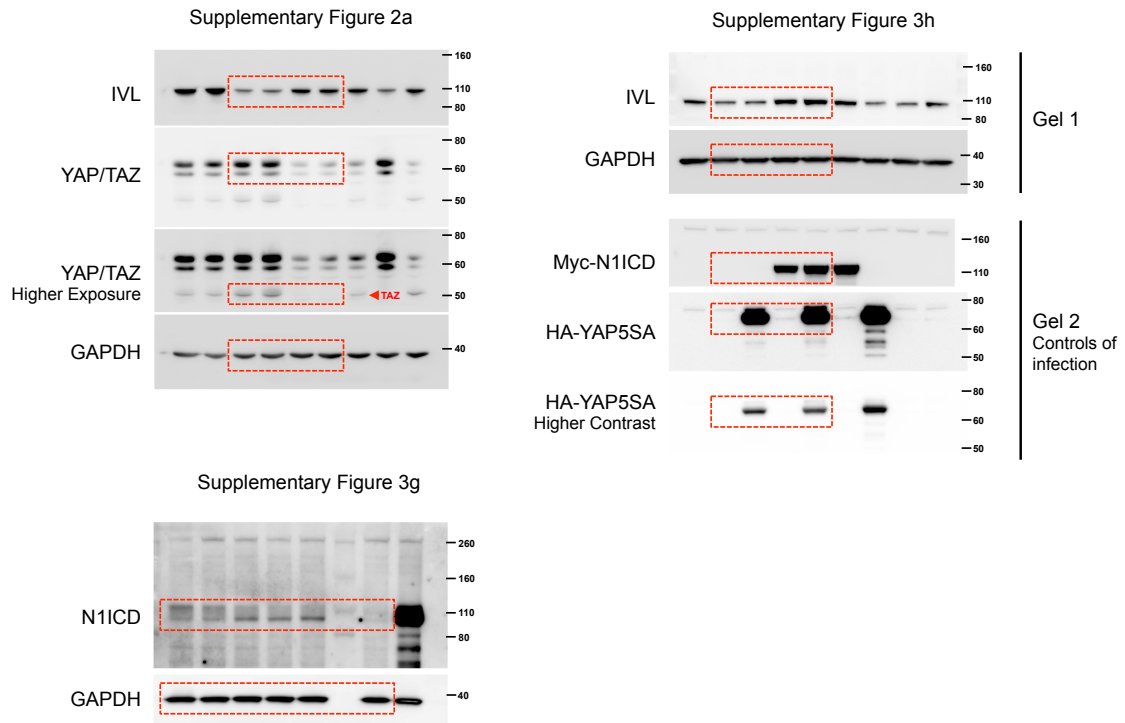 Supplementary Figure 2a
IVL
160
110
80
YAP/TAZ
80
60
50
YAP/TAZ
Higher Exposure
80
60
50
TAZ
GAPDH
40
Supplementary Figure 3h
IVL
160
110
80
GAPDH
40
30
Gel 1
Myc-N1ICD
160
110
HA-YAP5SA
80
60
50
HA-YAP5SA
Higher Contrast
80
60
50
Gel 2
Controls of
infection
Supplementary Figure 3g
N1ICD
260
160
110
80
GAPDH
40